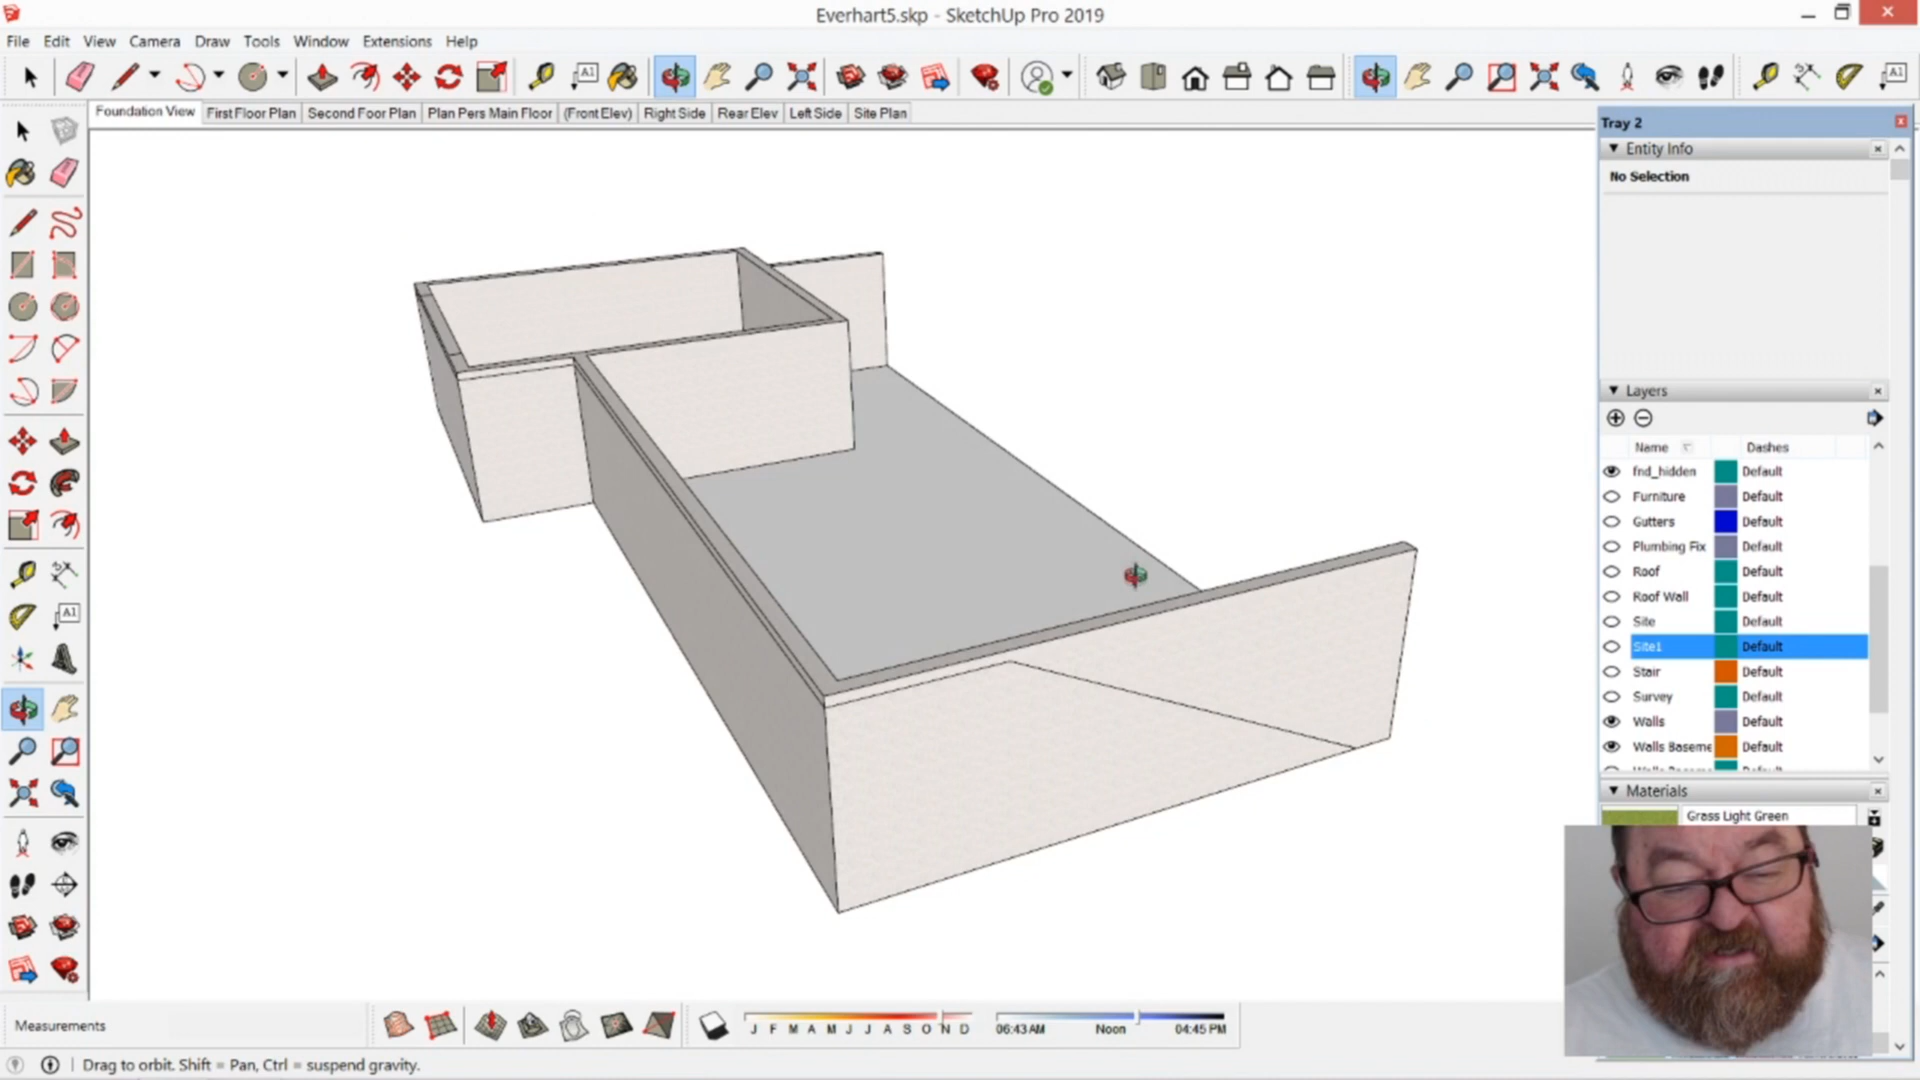 Everhart5.skp - SketchUp Pro 2019
File Edit View Camera Draw Tools Window Extensions Help
A1
A1
Foundation View First Floor Plan Second Foor Plan Plan Pers Main Floor (Front Elev) Right Side Rear Elev Left Side Site Plan
Tray 2
Entity Info
No Selection
Layers
Name Dashes
fnd_hidden Default
Furniture Default
Gutters Default
Plumbing Fix Default
Roof Default
Roof Wall Default
Site Default
Site1 Default
Stair Default
Survey Default
Walls Default
Walls Baseme Default
Materials
Grass Light Green
A1
Measurements
J F M A M J J A S O N D
06:43 AM Noon 04:45 PM
Drag to orbit. Shift = Pan, Ctrl = suspend gravity.